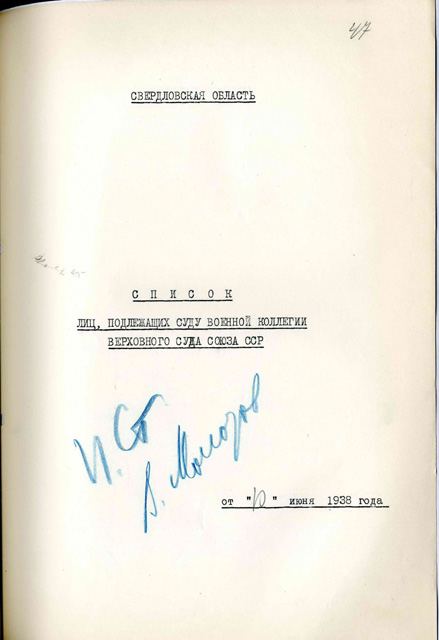 47
СВЕРДЛОВСКАЯ ОБЛАСТЬ
С П И С О К
ЛИЦ, ПОДЛЕЖАЩИХ СУДУ ВОЕННОЙ КОЛЛЕГИИ
ВЕРХОВНОГО СУДА СОЮЗА ССР
И. Ст
В. Молотов
от "10" июня 1938 года